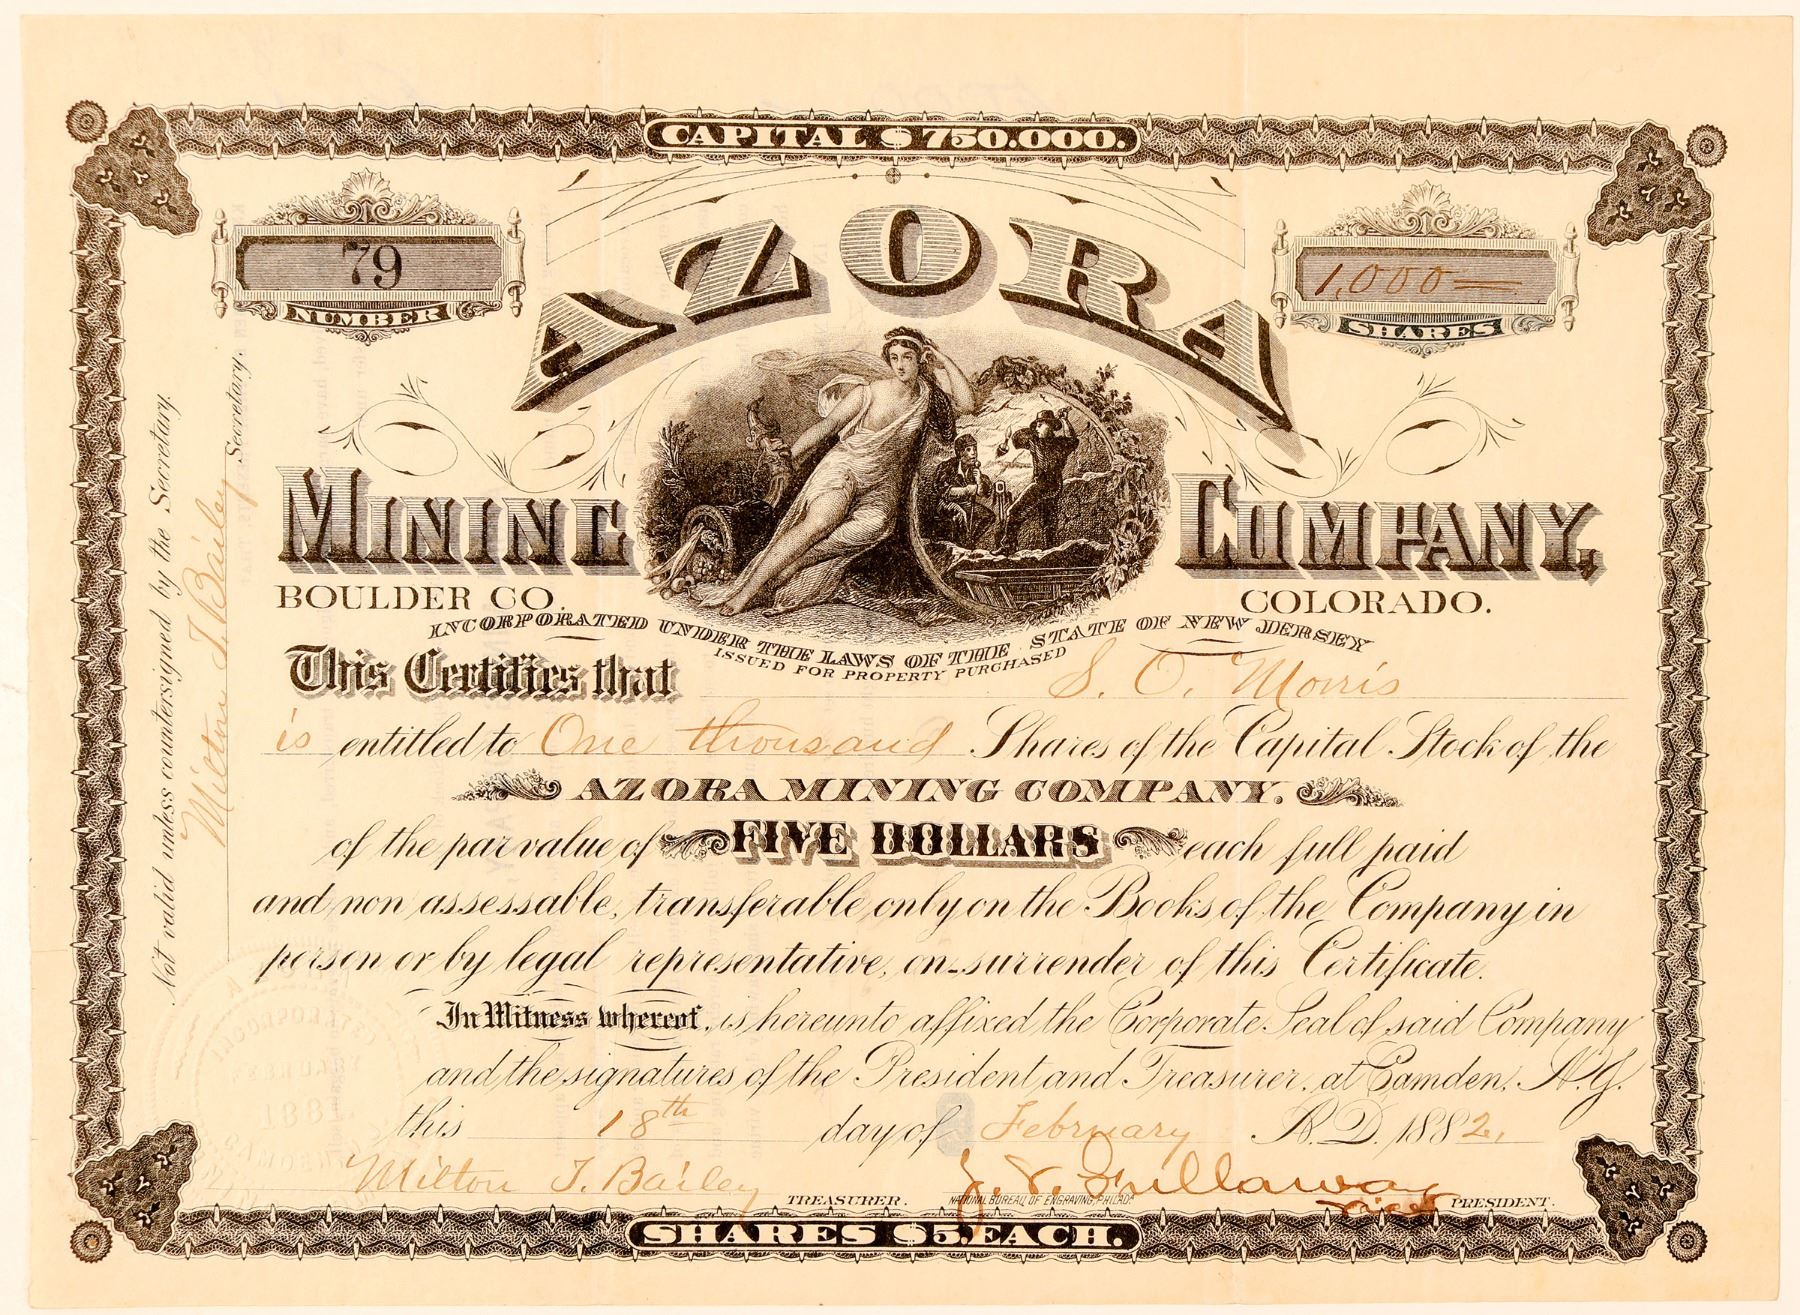 CAPITAL $750.000.
79
NUMBER
1,000
SHARES
AZORA
MINING COMPANY,
BOULDER CO. COLORADO.
INCORPORATED UNDER THE LAWS OF THE STATE OF NEW JERSEY
ISSUED FOR PROPERTY PURCHASED
This Certifies that S. O. Morris
is entitled to One thousand Shares of the Capital Stock of the
AZORA MINING COMPANY.
of the par value of FIVE DOLLARS each full paid
and non assessable, transferable only on the Books of the Company in
person or by legal representative, on surrender of this Certificate.
In Witness whereof, is hereunto affixed the Corporate Seal of said Company
and the signatures of the President and Treasurer, at Camden, N.J.
this 18th day of February A.D. 1882,
Milton T. Bailey TREASURER. Vice PRESIDENT.
NATIONAL BUREAU OF ENGRAVING, PHILADA
SHARES $5. EACH.
Not valid unless countersigned by the Secretary.
Milton T. Bailey Secretary
1881